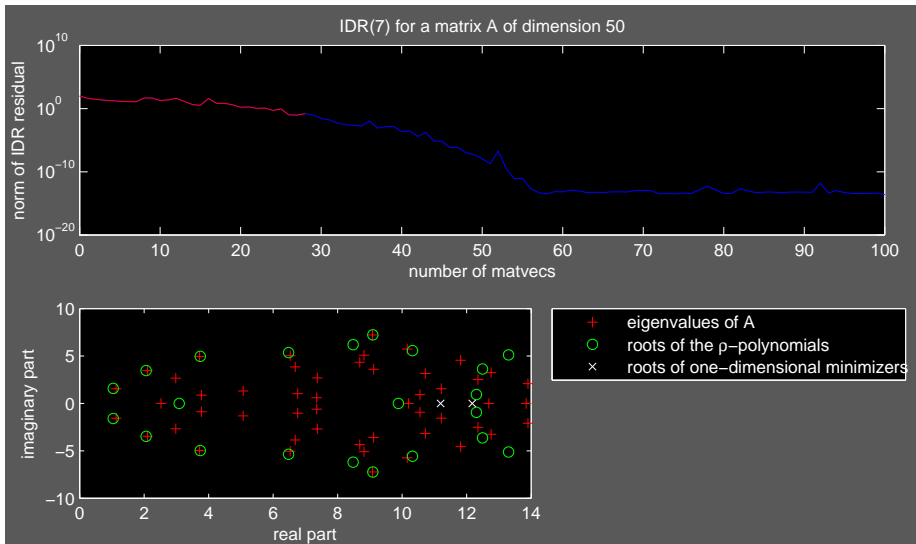 IDR(7) for a matrix A of dimension 50
10^10
10^0
10^−10
10^−20
norm of IDR residual
0 10 20 30 40 50 60 70 80 90 100
number of matvecs
10
5
0
−5
−10
imaginary part
0 2 4 6 8 10 12 14
real part
eigenvalues of A
roots of the ρ-polynomials
roots of one-dimensional minimizers